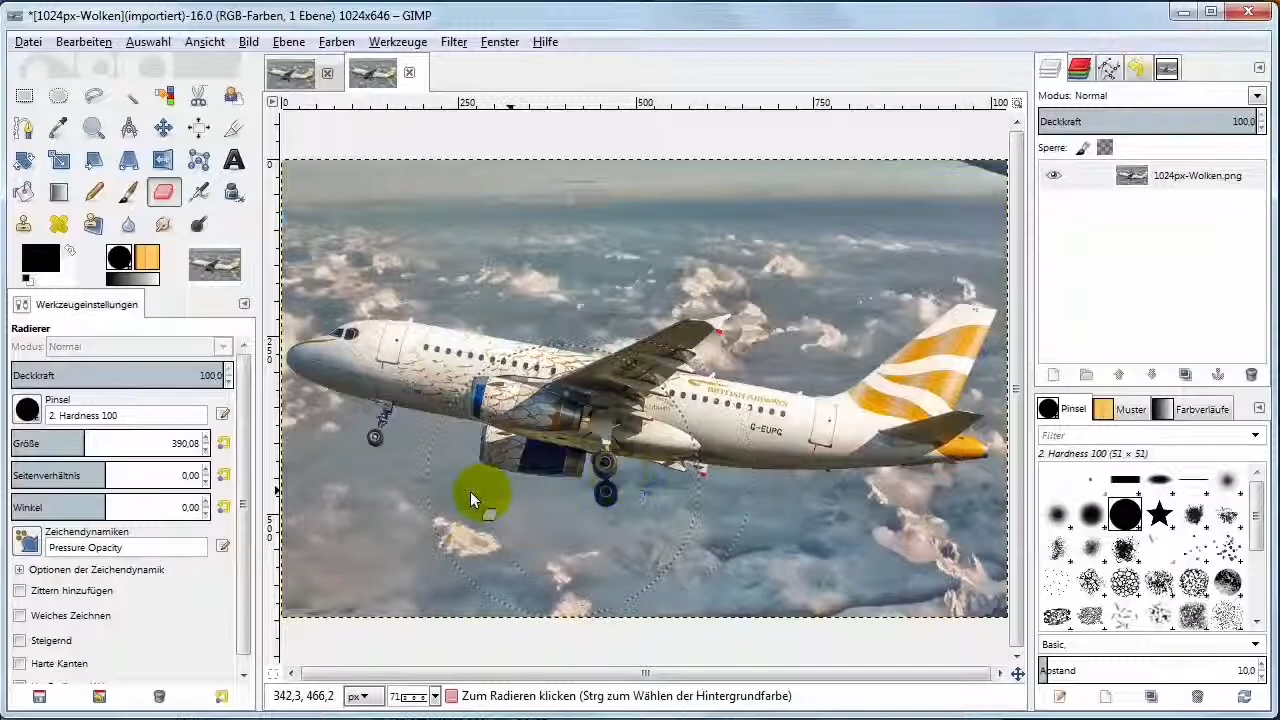 *[1024px-Wolken](importiert)-16.0 (RGB-Farben, 1 Ebene) 1024x646 – GIMP
Datei Bearbeiten Auswahl Ansicht Bild Ebene Farben Werkzeuge Filter Fenster Hilfe
0 250 500 750 100
Modus: Normal
Deckkraft 100,0
Sperre:
1024px-Wolken.png
0
250
500
BRITISH AIRWAYS
G-EUPG
Werkzeugeinstellungen
Radierer
Modus: Normal
Deckkraft 100,0
Pinsel
2. Hardness 100
Größe 390,08
Seitenverhältnis 0,00
Winkel 0,00
Zeichendynamiken
Pressure Opacity
Optionen der Zeichendynamik
Zittern hinzufügen
Weiches Zeichnen
Steigernd
Harte Kanten
Pinsel Muster Farbverläufe
Filter
2. Hardness 100 (51 × 51)
Basic,
Abstand 10,0
342,3, 466,2 px 71 Zum Radieren klicken (Strg zum Wählen der Hintergrundfarbe)